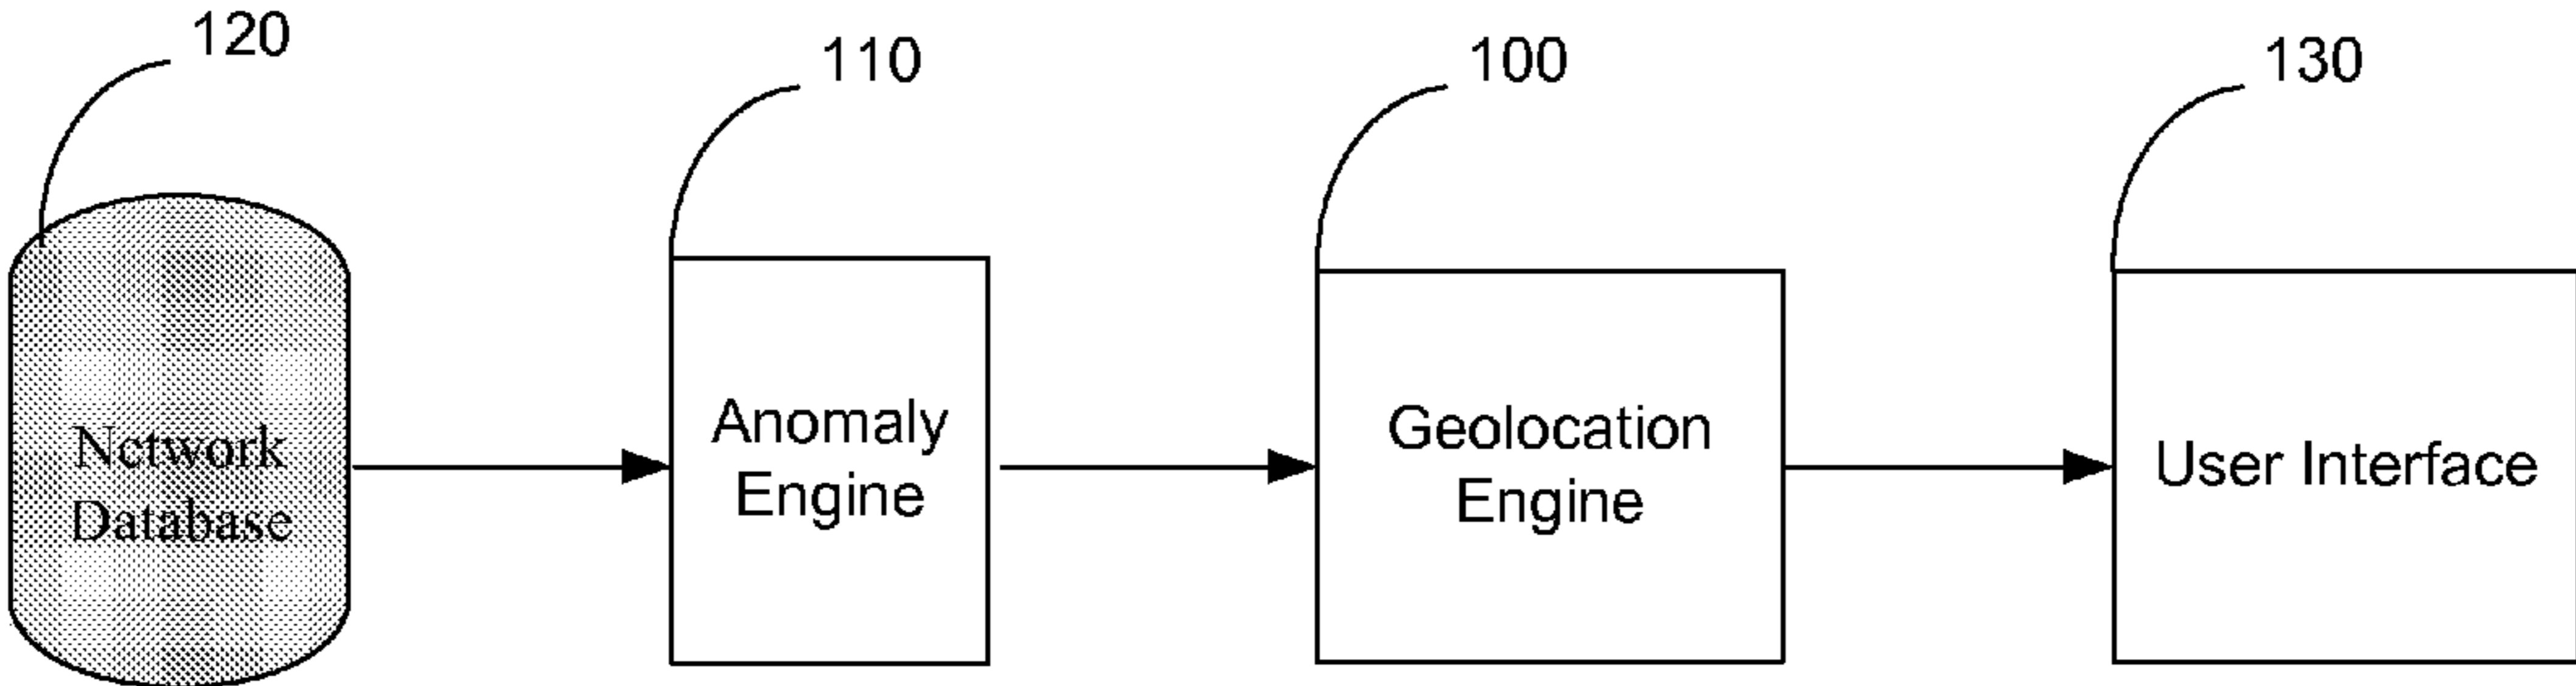 120
110
100
130
Network
Database
Anomaly
Engine
Geolocation
Engine
User Interface